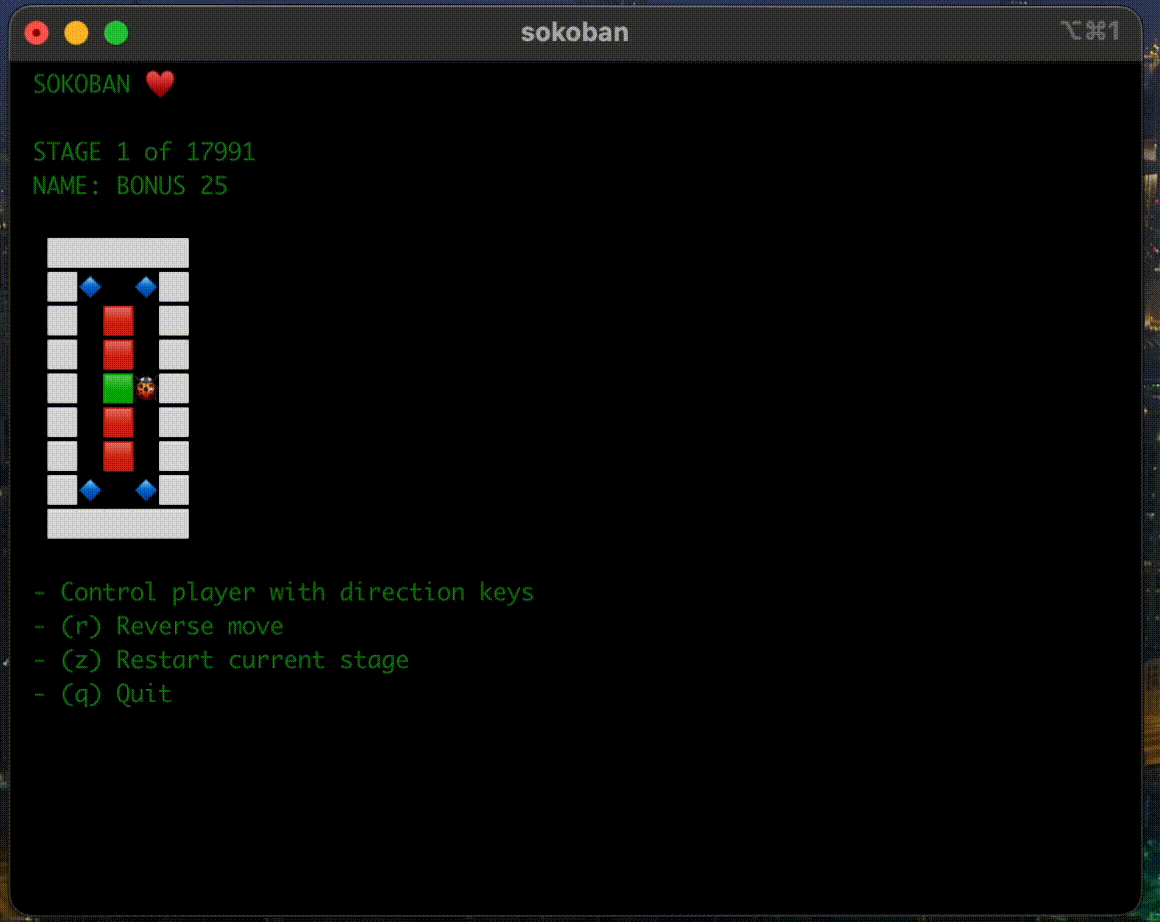 sokoban ⌥⌘1
SOKOBAN ❤️
STAGE 1 of 17991
NAME: BONUS 25
- Control player with direction keys
- (r) Reverse move
- (z) Restart current stage
- (q) Quit